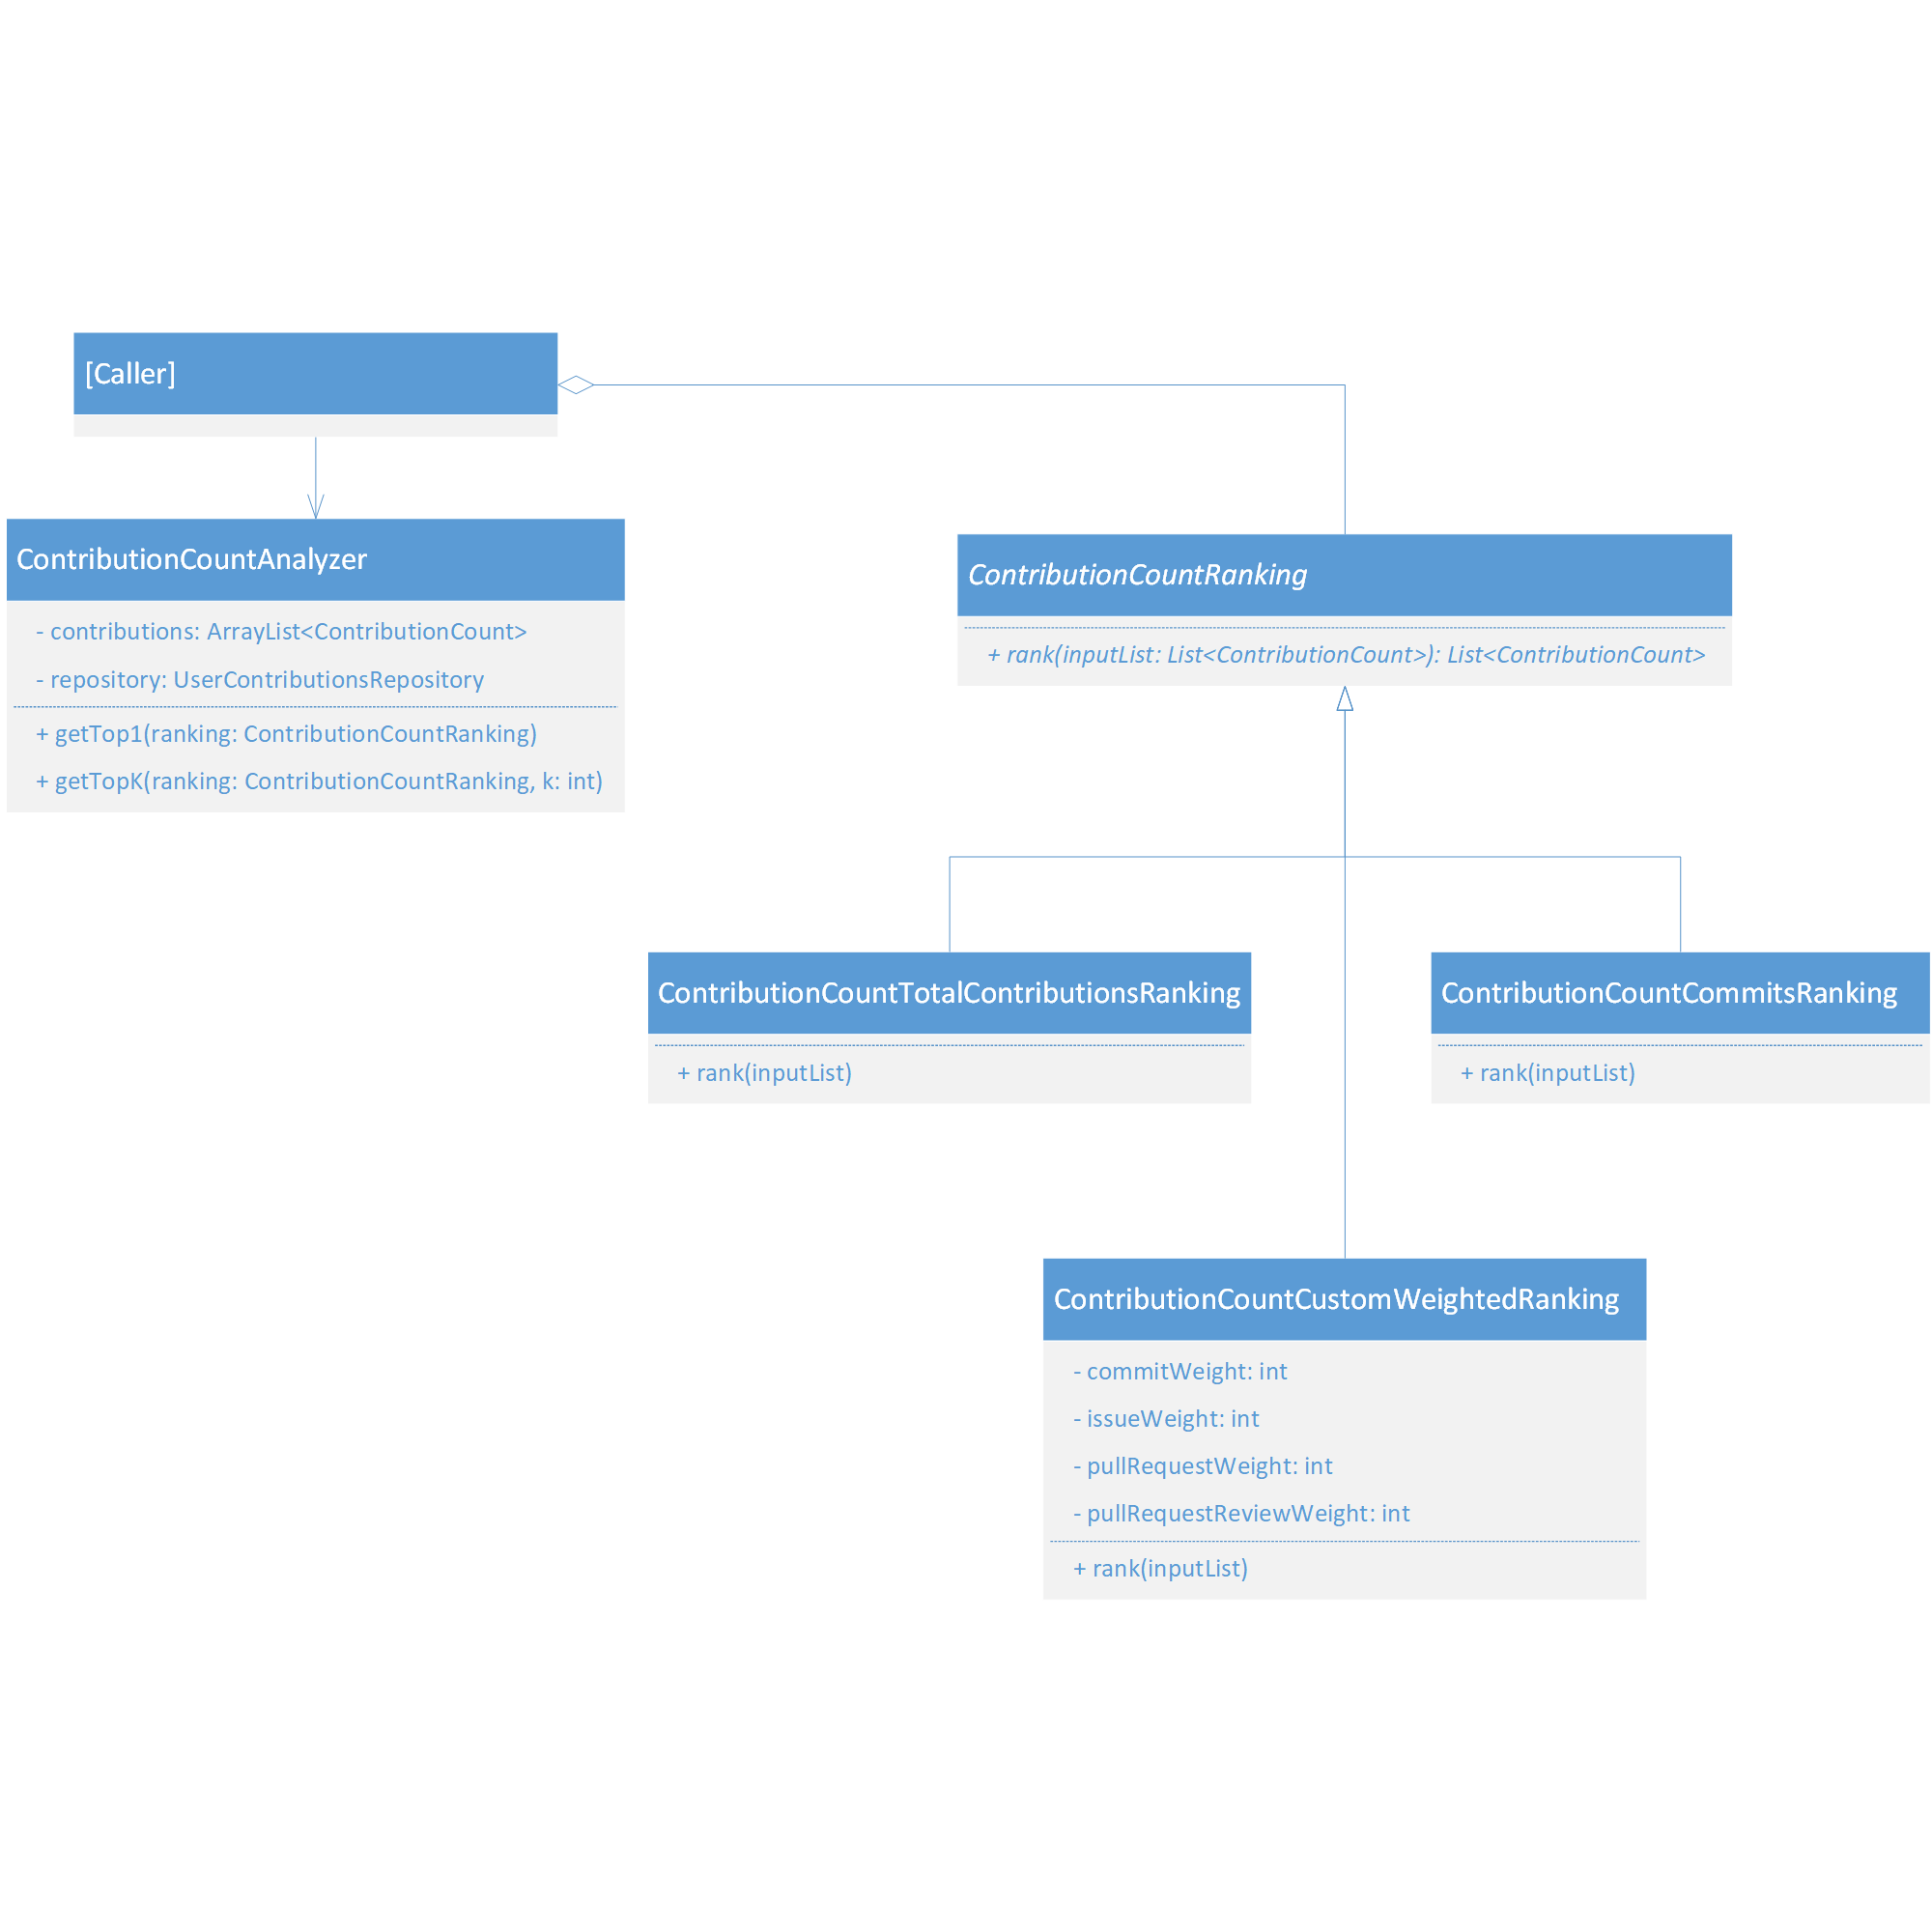 [Caller]
ContributionCountAnalyzer
- contributions: ArrayList<ContributionCount>
- repository: UserContributionsRepository
+ getTop1(ranking: ContributionCountRanking)
+ getTopK(ranking: ContributionCountRanking, k: int)
ContributionCountRanking
+ rank(inputList: List<ContributionCount>): List<ContributionCount>
ContributionCountTotalContributionsRanking
+ rank(inputList)
ContributionCountCommitsRanking
+ rank(inputList)
ContributionCountCustomWeightedRanking
- commitWeight: int
- issueWeight: int
- pullRequestWeight: int
- pullRequestReviewWeight: int
+ rank(inputList)